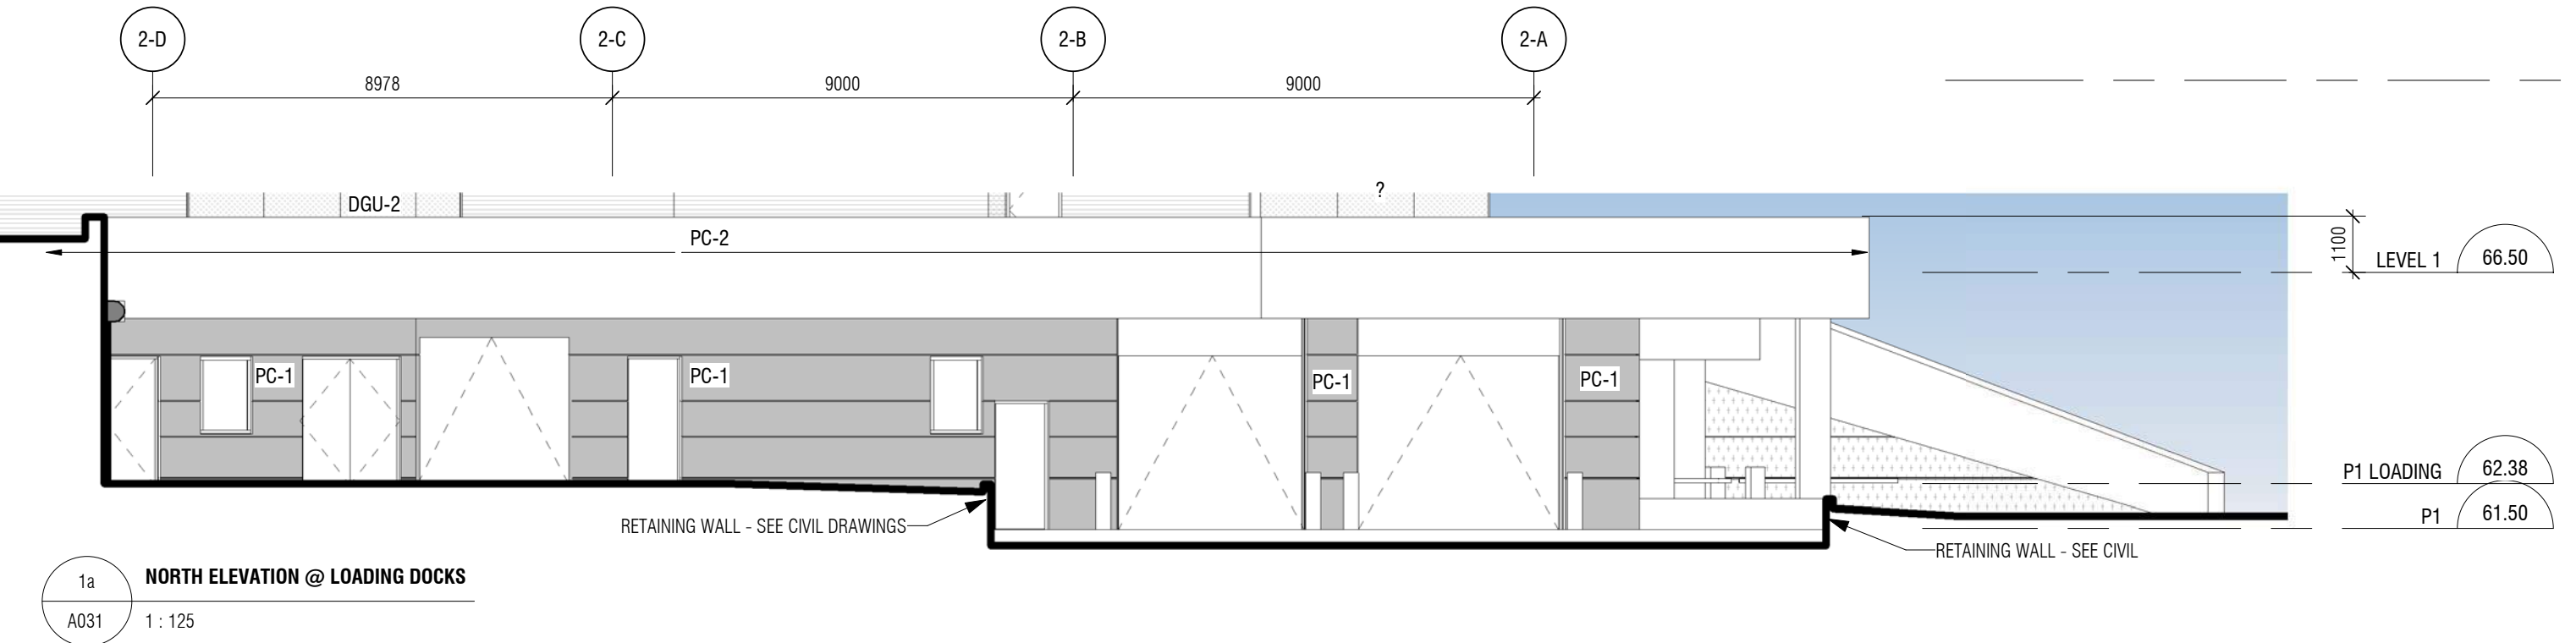 2-D
2-C
2-B
2-A
8978
9000
9000
?
DGU-2
PC-2
1100
LEVEL 1
66.50
PC-1
PC-1
PC-1
PC-1
P1 LOADING
62.38
P1
61.50
RETAINING WALL - SEE CIVIL DRAWINGS
RETAINING WALL - SEE CIVIL
1a
NORTH ELEVATION @ LOADING DOCKS
A031
1 : 125